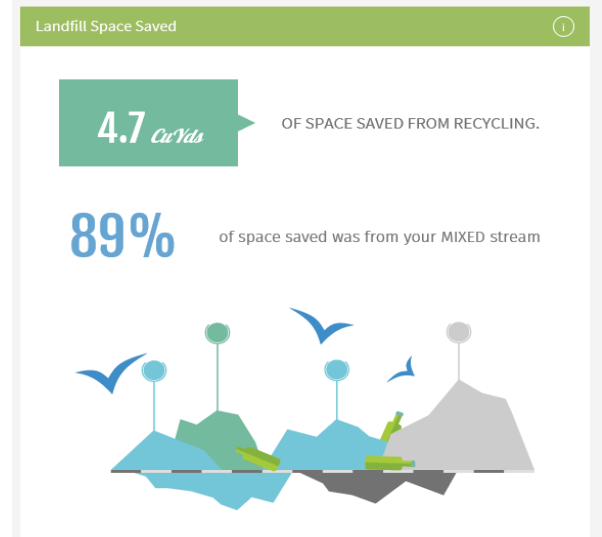 Landfill Space Saved
i
4.7 CuYds
OF SPACE SAVED FROM RECYCLING.
89%
of space saved was from your MIXED stream